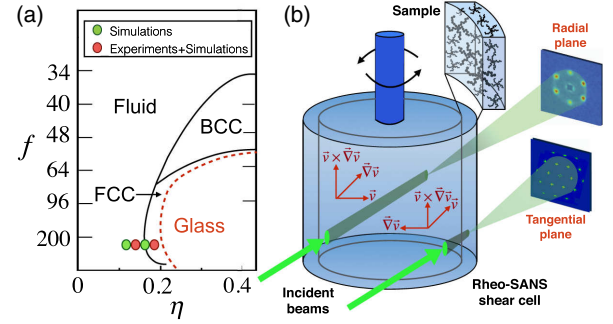 (a)
Simulations
Experiments+Simulations
34
40
48
64
96
200
f
Fluid
BCC
FCC
Glass
0
0.2
0.4
η
(b)
Sample
Radial
plane
v⃗ × ∇⃗v⃗
∇⃗v⃗
v⃗
v⃗ × ∇⃗v⃗
∇⃗v⃗
v⃗
Tangential
plane
Incident
beams
Rheo-SANS
shear cell